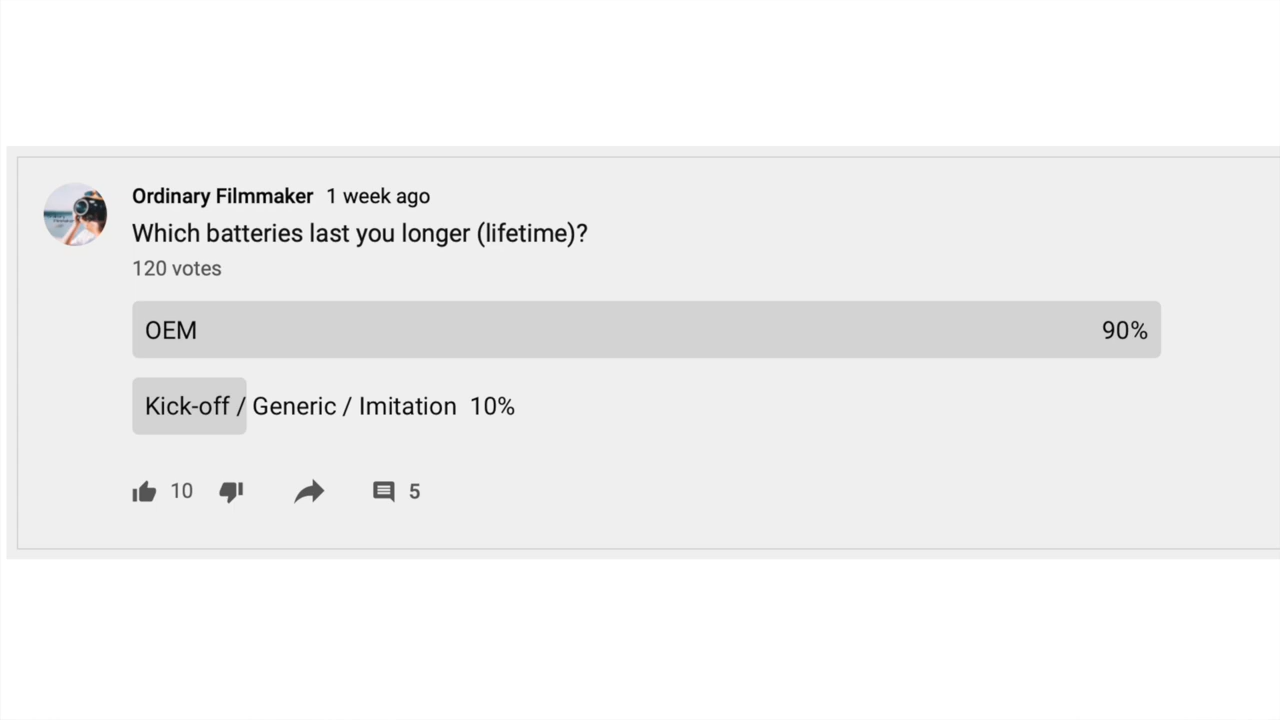 Ordinary Filmmaker 1 week ago
Which batteries last you longer (lifetime)?
120 votes
OEM 90%
Kick-off / Generic / Imitation 10%
10 5